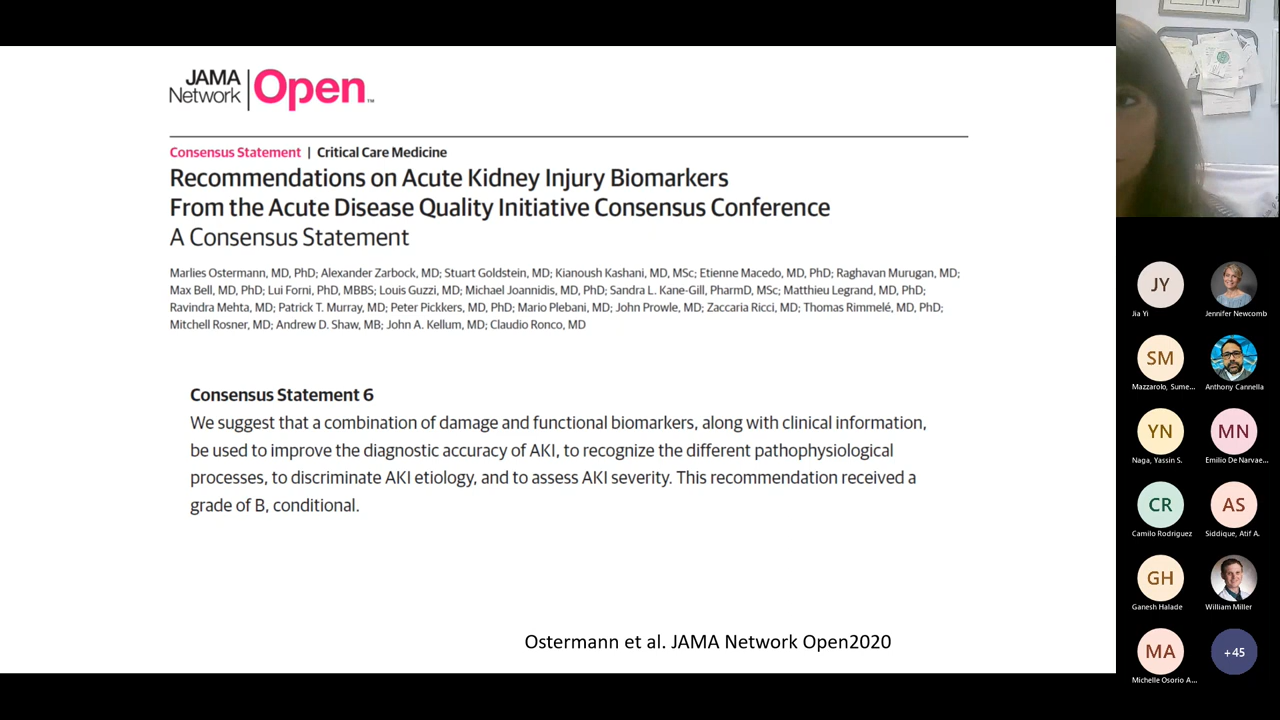 JAMA
Network
Open™
Consensus Statement | Critical Care Medicine
Recommendations on Acute Kidney Injury Biomarkers
From the Acute Disease Quality Initiative Consensus Conference
A Consensus Statement
Marlies Ostermann, MD, PhD; Alexander Zarbock, MD; Stuart Goldstein, MD; Kianoush Kashani, MD, MSc; Etienne Macedo, MD, PhD; Raghavan Murugan, MD;
Max Bell, MD, PhD; Lui Forni, PhD, MBBS; Louis Guzzi, MD; Michael Joannidis, MD, PhD; Sandra L. Kane-Gill, PharmD, MSc; Matthieu Legrand, MD, PhD;
Ravindra Mehta, MD; Patrick T. Murray, MD; Peter Pickkers, MD, PhD; Mario Plebani, MD; John Prowle, MD; Zaccaria Ricci, MD; Thomas Rimmelé, MD, PhD;
Mitchell Rosner, MD; Andrew D. Shaw, MB; John A. Kellum, MD; Claudio Ronco, MD
Consensus Statement 6
We suggest that a combination of damage and functional biomarkers, along with clinical information,
be used to improve the diagnostic accuracy of AKI, to recognize the different pathophysiological
processes, to discriminate AKI etiology, and to assess AKI severity. This recommendation received a
grade of B, conditional.
Ostermann et al. JAMA Network Open2020
JY
Jia Yi
Jennifer Newcomb
SM
Mazzarolo, Sume...
Anthony Cannella
YN
Naga, Yassin S.
MN
Emilio De Narvae...
CR
Camilo Rodriguez
AS
Siddique, Atif A.
GH
Ganesh Halade
William Miller
MA
Michelle Osorio A...
+45